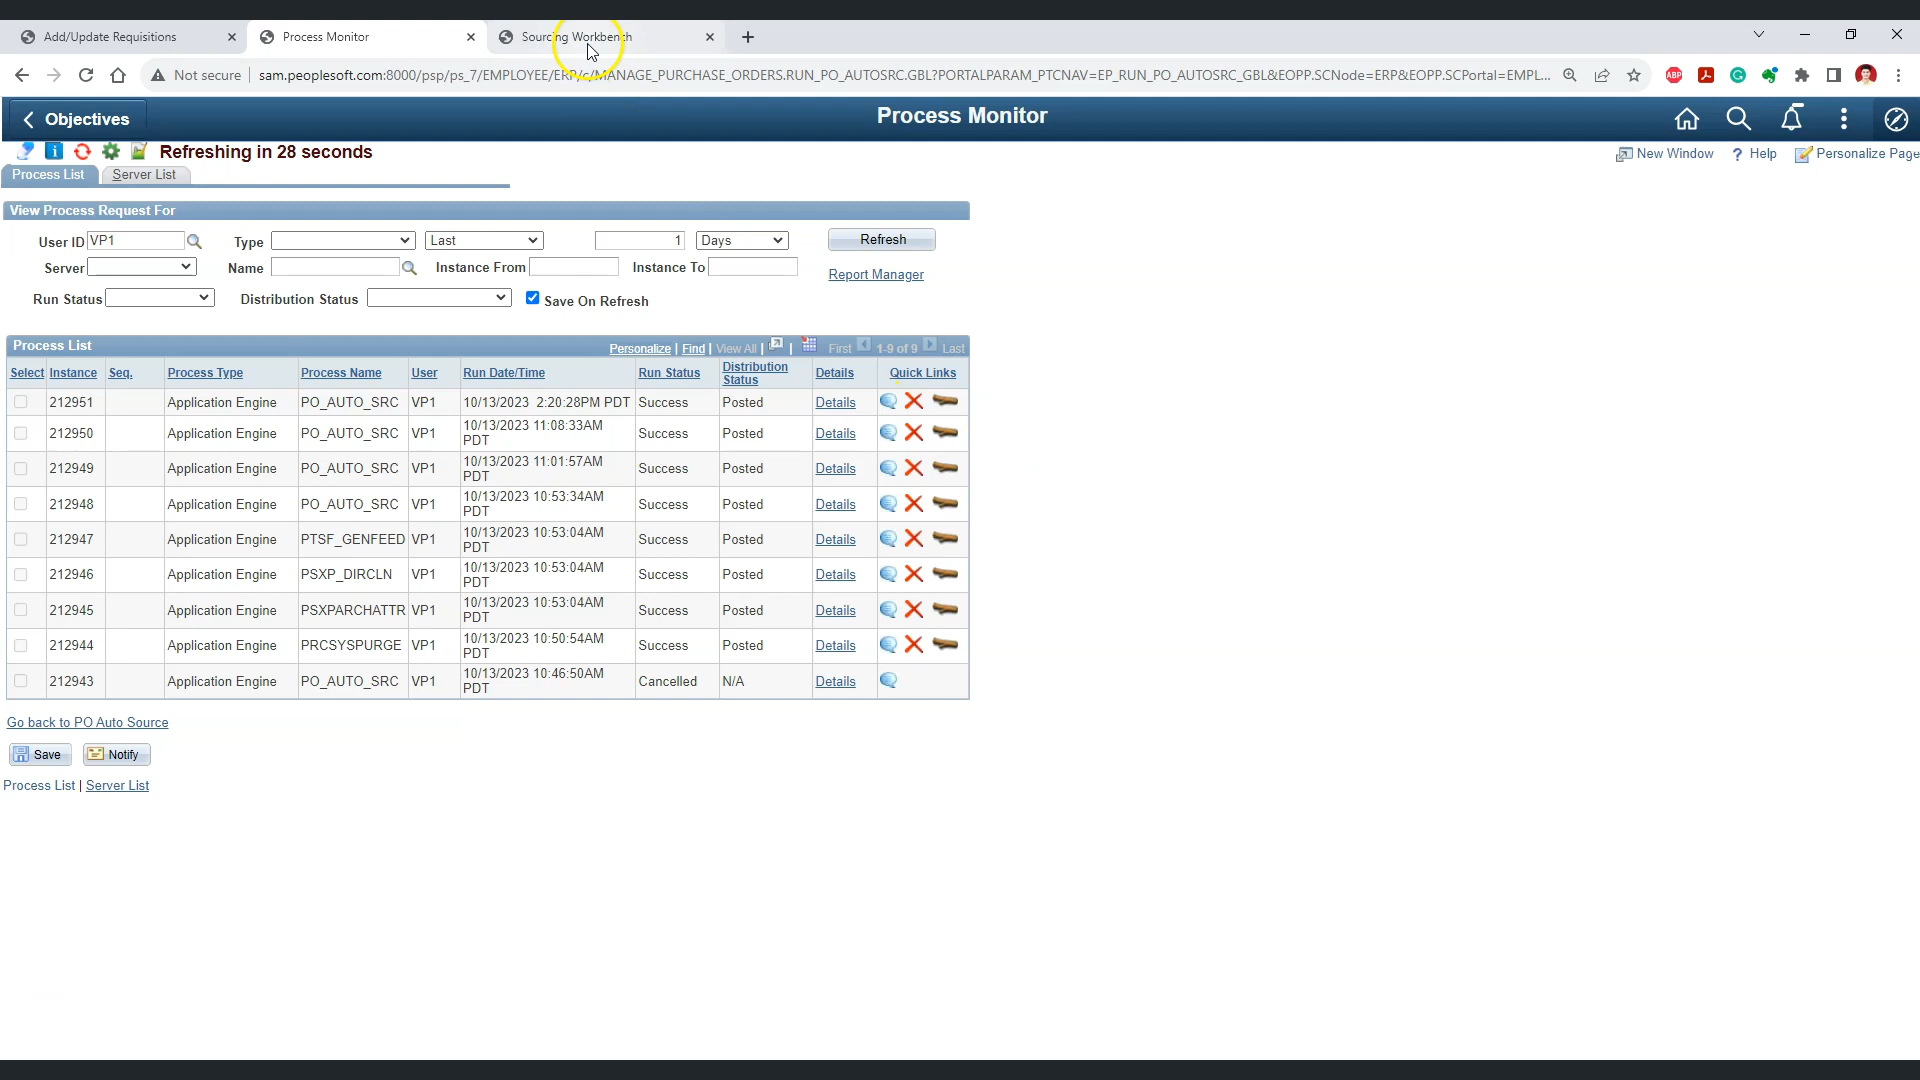 Add/Update Requisitions
Process Monitor
Sourcing Workbench
Not secure | sam.peoplesoft.com:8000/psp/ps_7/EMPLOYEE/ERP/c/MANAGE_PURCHASE_ORDERS.RUN_PO_AUTOSRC.GBL?PORTALPARAM_PTCNAV=EP_RUN_PO_AUTOSRC_GBL&EOPP.SCNode=ERP&EOPP.SCPortal=EMPL...
ABP
Objectives
Process Monitor
Refreshing in 28 seconds
New Window ? Help Personalize Page
Process List Server List
View Process Request For
User ID VP1 Type Last 1 Days Refresh
Server Name Instance From Instance To Report Manager
Run Status Distribution Status Save On Refresh
Process List Personalize | Find | View All | | First 1-9 of 9 Last
Select Instance Seq. Process Type Process Name User Run Date/Time Run Status Distribution Status Details Quick Links
212951 Application Engine PO_AUTO_SRC VP1 10/13/2023 2:20:28PM PDT Success Posted Details
212950 Application Engine PO_AUTO_SRC VP1 10/13/2023 11:08:33AM PDT Success Posted Details
212949 Application Engine PO_AUTO_SRC VP1 10/13/2023 11:01:57AM PDT Success Posted Details
212948 Application Engine PO_AUTO_SRC VP1 10/13/2023 10:53:34AM PDT Success Posted Details
212947 Application Engine PTSF_GENFEED VP1 10/13/2023 10:53:04AM PDT Success Posted Details
212946 Application Engine PSXP_DIRCLN VP1 10/13/2023 10:53:04AM PDT Success Posted Details
212945 Application Engine PSXPARCHATTR VP1 10/13/2023 10:53:04AM PDT Success Posted Details
212944 Application Engine PRCSYSPURGE VP1 10/13/2023 10:50:54AM PDT Success Posted Details
212943 Application Engine PO_AUTO_SRC VP1 10/13/2023 10:46:50AM PDT Cancelled N/A Details
Go back to PO Auto Source
Save Notify
Process List | Server List